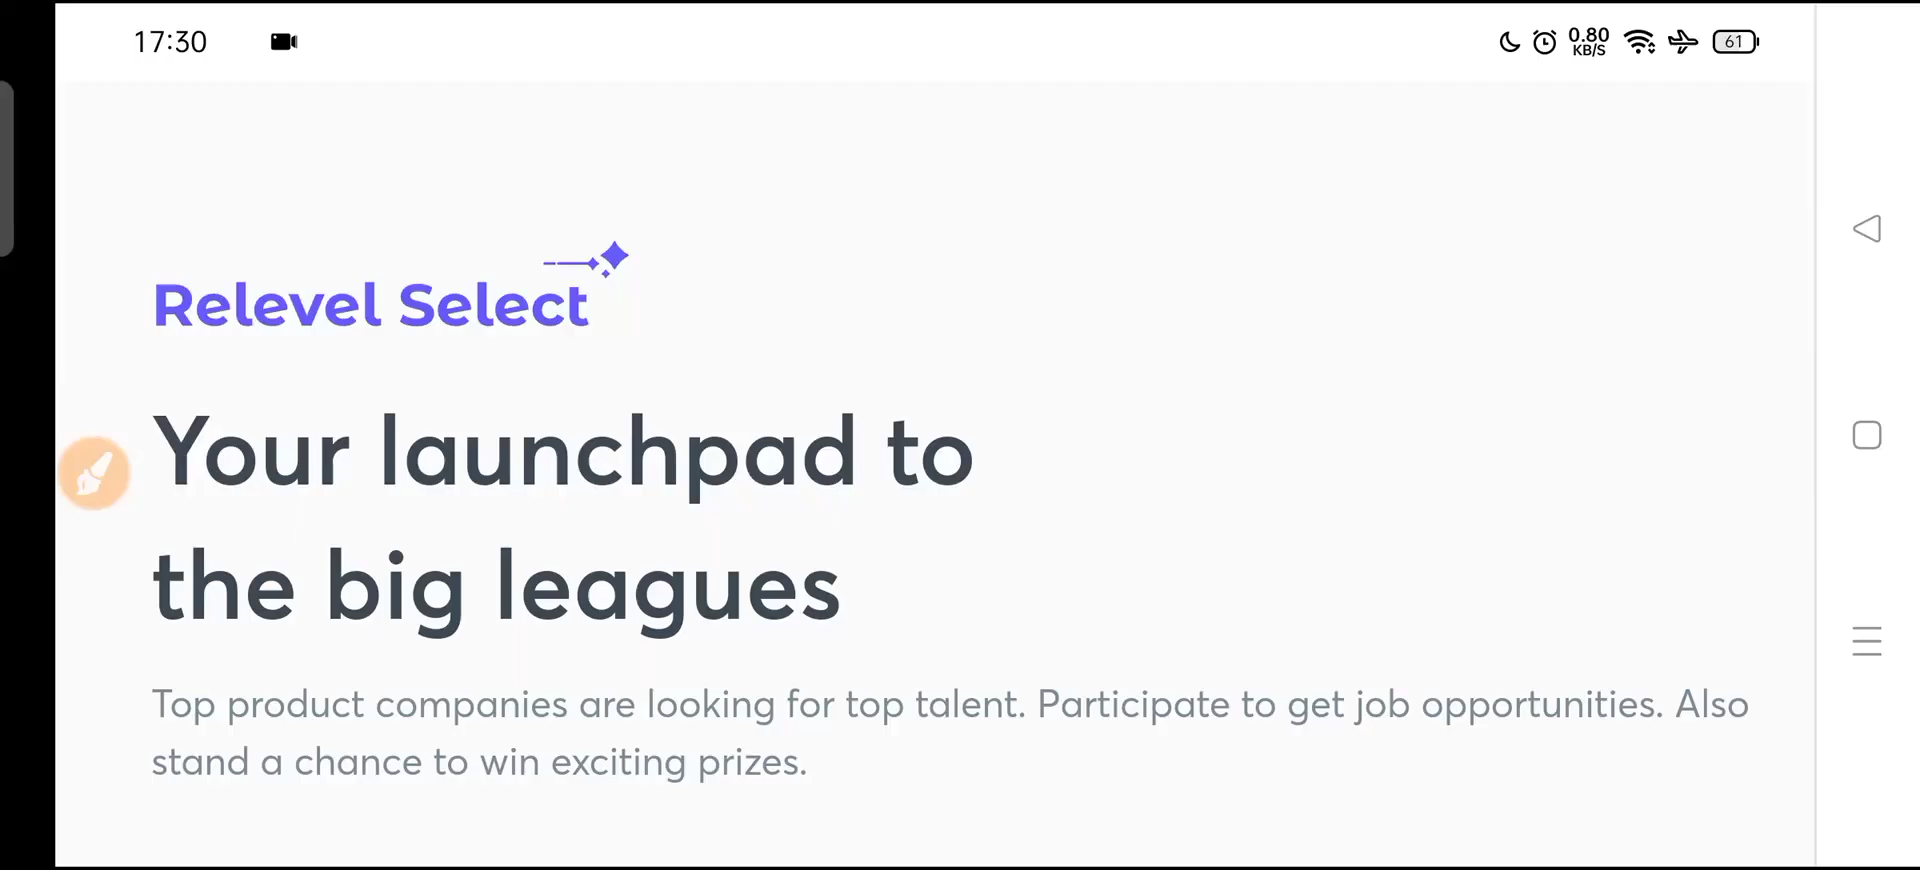 17:30
0.80
KB/S
61
Relevel Select
Your launchpad to
the big leagues
Top product companies are looking for top talent. Participate to get job opportunities. Also
stand a chance to win exciting prizes.